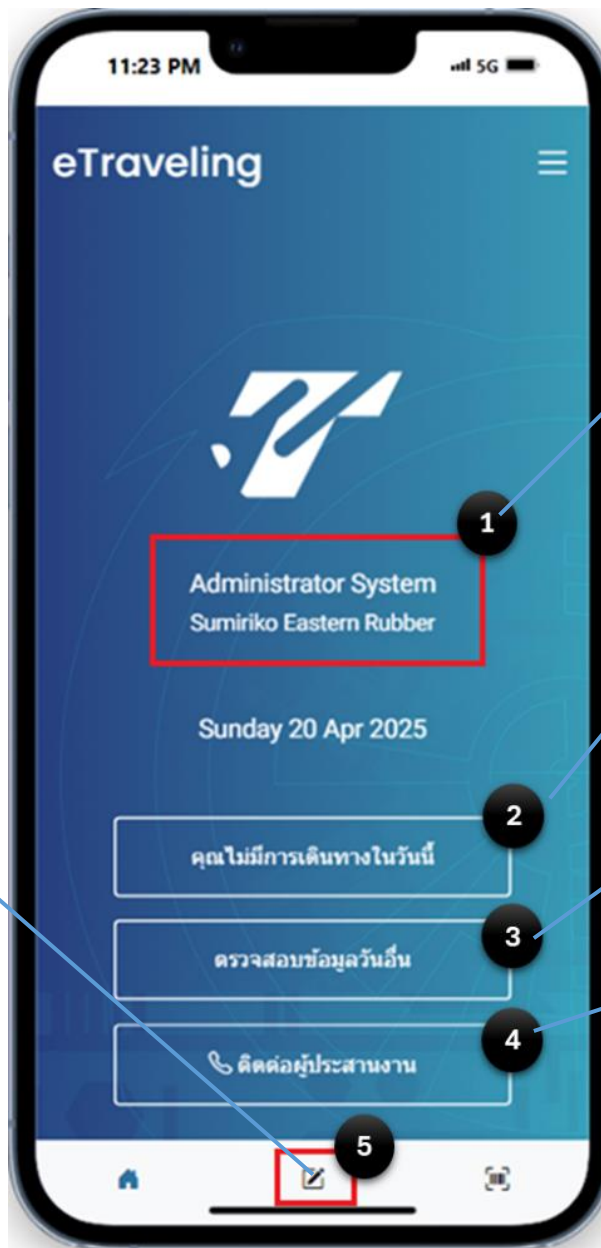 11:23 PM
5G
eTraveling
1
Administrator System
Sumiriko Eastern Rubber
Sunday 20 Apr 2025
2
คุณไม่มีการเดินทางในวันนี้
3
ตรวจสอบข้อมูลวันอื่น
4
ติดต่อผู้ประสานงาน
5